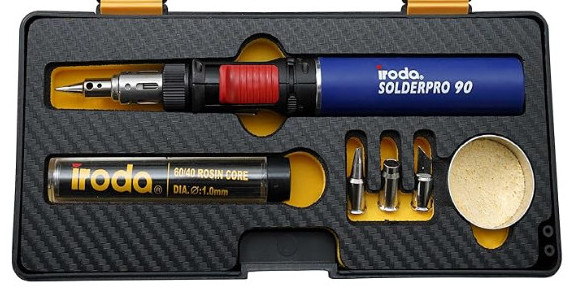 iroda®
SOLDERPRO 90
iroda®
60/40 ROSIN CORE
DIA. Ø:1.0mm